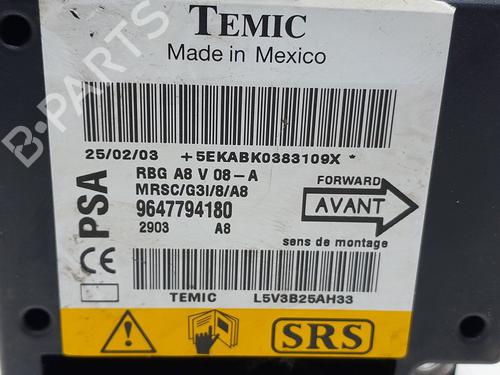 TEMIC
Made in Mexico
25/02/03 +5EKABK0383109X *
RBG A8 V 08-A
MRSC/G3I/8/A8
9647794180
2903 A8
PSA
CE
FORWARD
AVANT
sens de montage
TEMIC L5V3B25AH33
SRS
B-PARTS